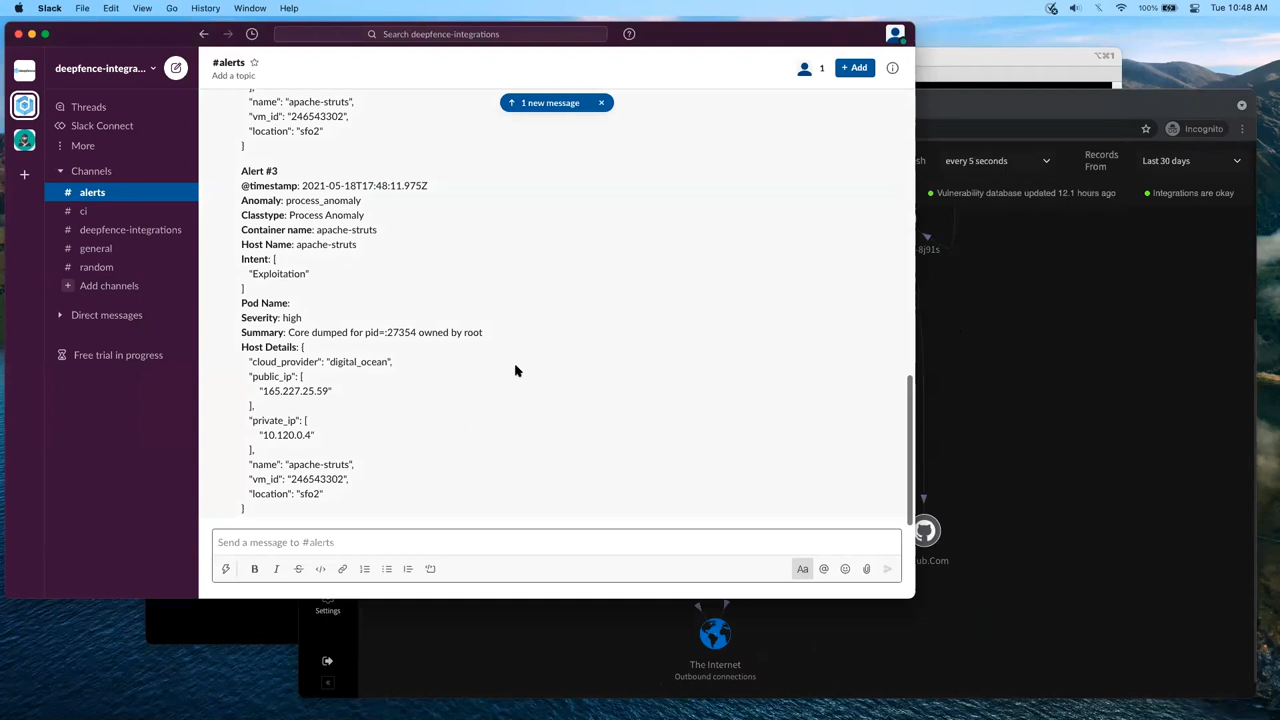 Slack File Edit View Go History Window Help
100% Tue 10:48 AM
Search deepfence-integrations
⌥⌘1
deepfence-integra...
Threads
Slack Connect
More
Channels
# alerts
# ci
# deepfence-integrations
# general
# random
+ Add channels
Direct messages
Free trial in progress
#alerts
Add a topic
1
+ Add
1 new message
],
"name": "apache-struts",
"vm_id": "246543302",
"location": "sfo2"
}
Alert #3
@timestamp: 2021-05-18T17:48:11.975Z
Anomaly: process_anomaly
Classtype: Process Anomaly
Container name: apache-struts
Host Name: apache-struts
Intent: [
"Exploitation"
]
Pod Name:
Severity: high
Summary: Core dumped for pid=:27354 owned by root
Host Details: {
"cloud_provider": "digital_ocean",
"public_ip": [
"165.227.25.59"
],
"private_ip": [
"10.120.0.4"
],
"name": "apache-struts",
"vm_id": "246543302",
"location": "sfo2"
}
Send a message to #alerts
B I S
Aa @
Incognito
sh every 5 seconds
Records
From
Last 30 days
Vulnerability database updated 12.1 hours ago
Integrations are okay
-8j91s
ub.Com
Settings
The Internet
Outbound connections